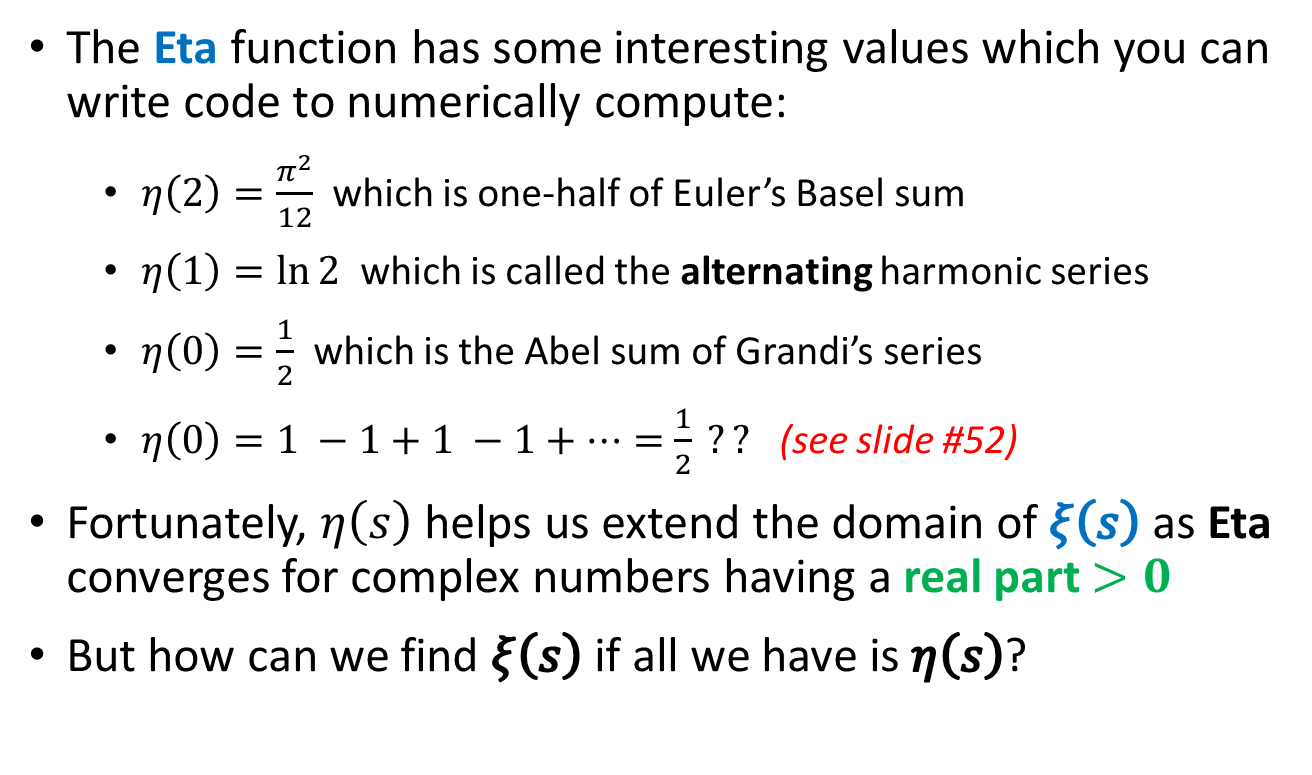 • The Eta function has some interesting values which you can
write code to numerically compute:
• η(2) = π²/12 which is one-half of Euler’s Basel sum
• η(1) = ln 2 which is called the alternating harmonic series
• η(0) = 1/2 which is the Abel sum of Grandi’s series
• η(0) = 1 − 1 + 1 − 1 + ⋯ = 1/2 ?? (see slide #52)
• Fortunately, η(s) helps us extend the domain of ξ(s) as Eta
converges for complex numbers having a real part > 0
• But how can we find ξ(s) if all we have is η(s)?